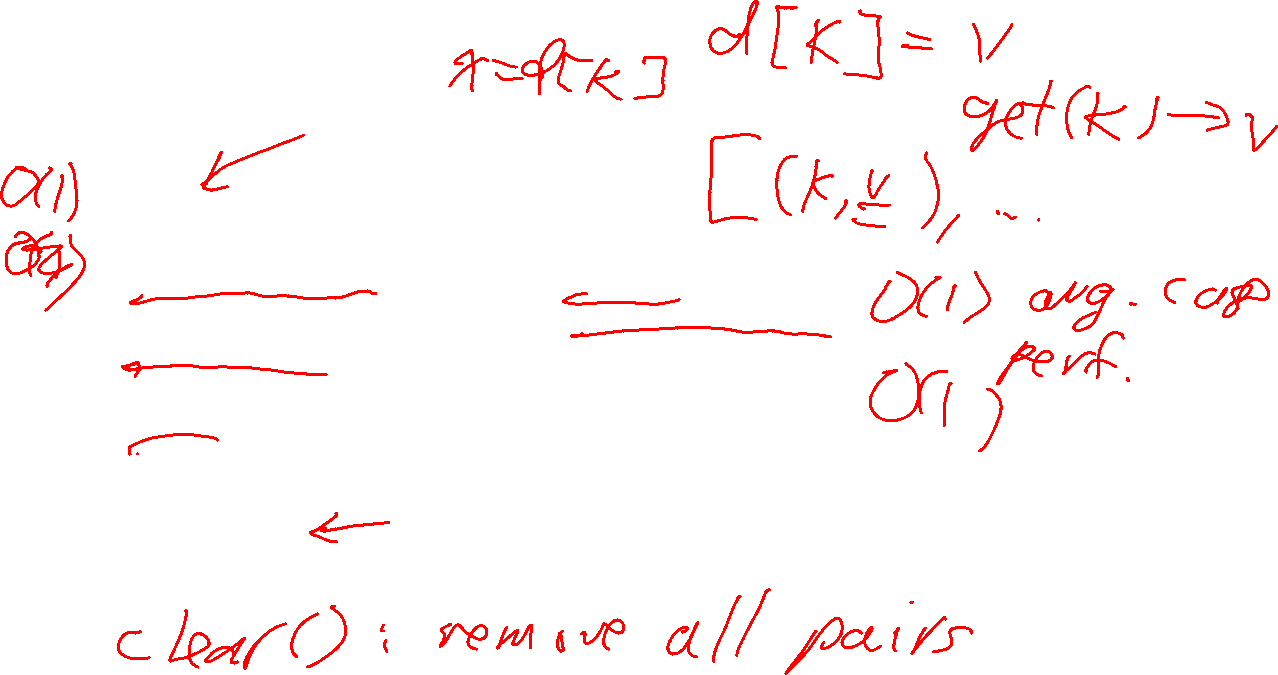 d[K] = V
x=d[K]
get(k) → v
[(k, v), ...
O(1)
O(1) avg. case
perf.
O(1)
clear() : remove all pairs